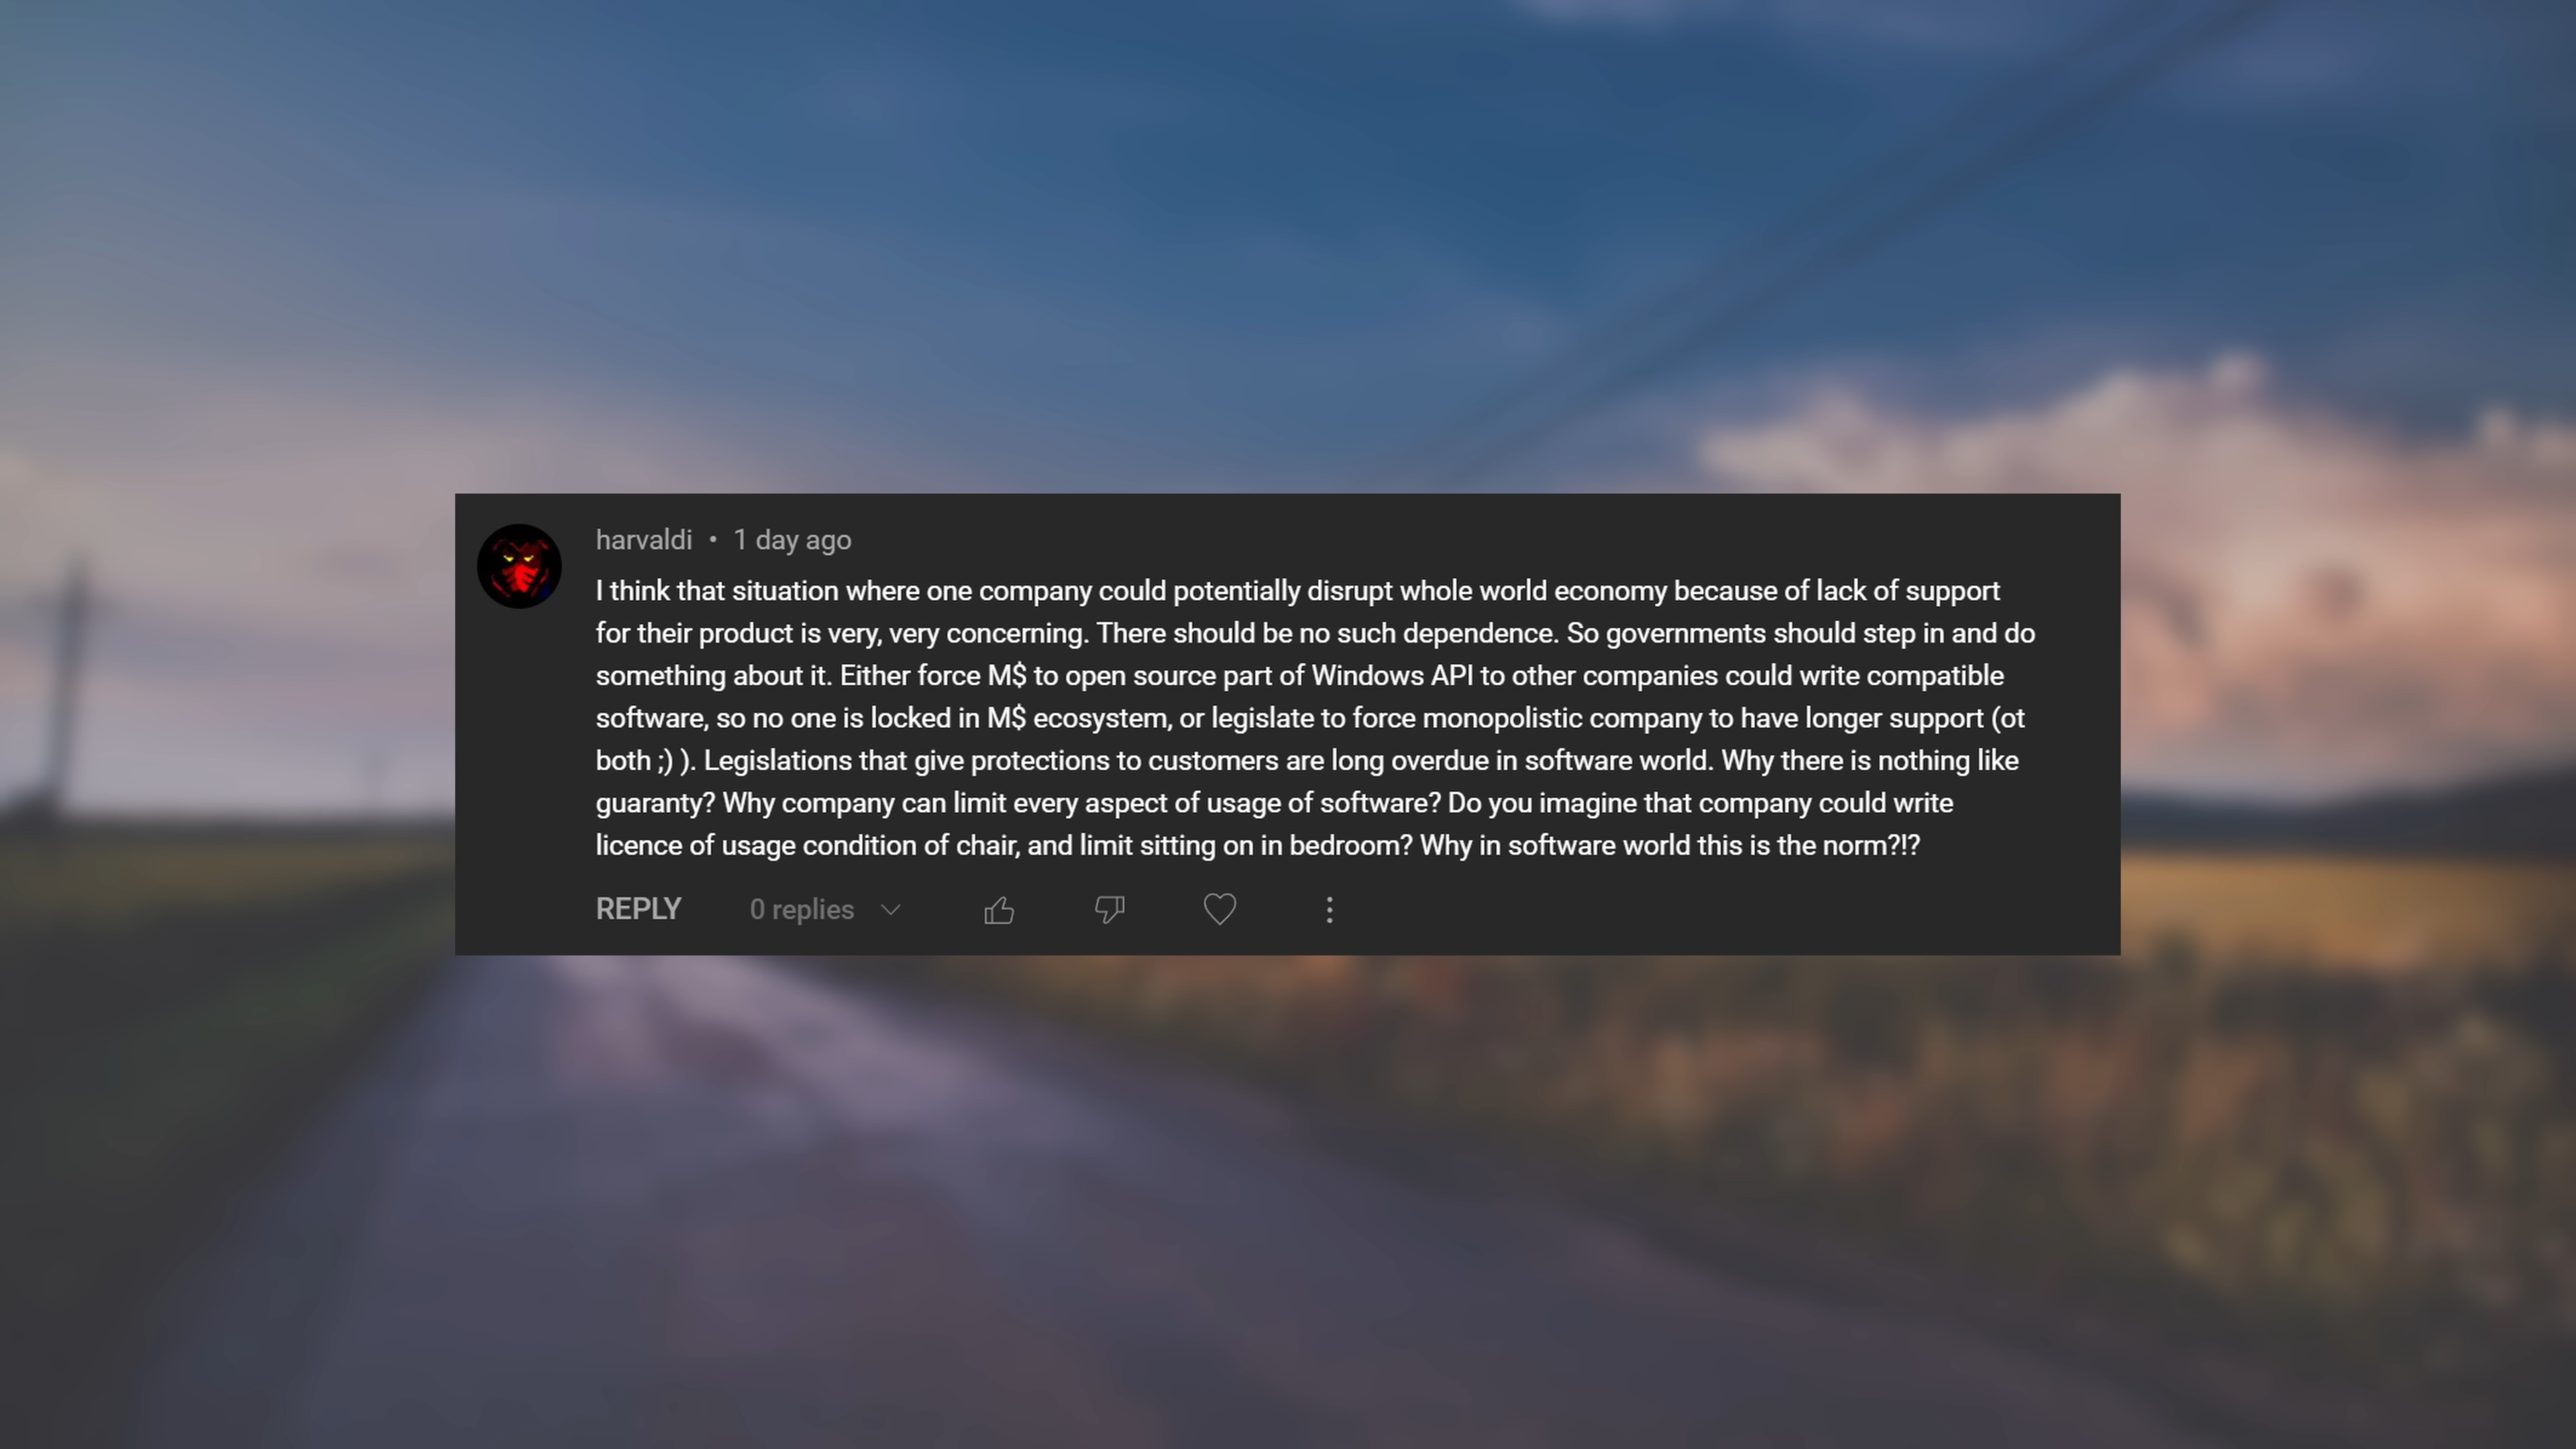 harvaldi • 1 day ago
I think that situation where one company could potentially disrupt whole world economy because of lack of support
for their product is very, very concerning. There should be no such dependence. So governments should step in and do
something about it. Either force M$ to open source part of Windows API to other companies could write compatible
software, so no one is locked in M$ ecosystem, or legislate to force monopolistic company to have longer support (ot
both ;) ). Legislations that give protections to customers are long overdue in software world. Why there is nothing like
guaranty? Why company can limit every aspect of usage of software? Do you imagine that company could write
licence of usage condition of chair, and limit sitting on in bedroom? Why in software world this is the norm?!?
REPLY 0 replies